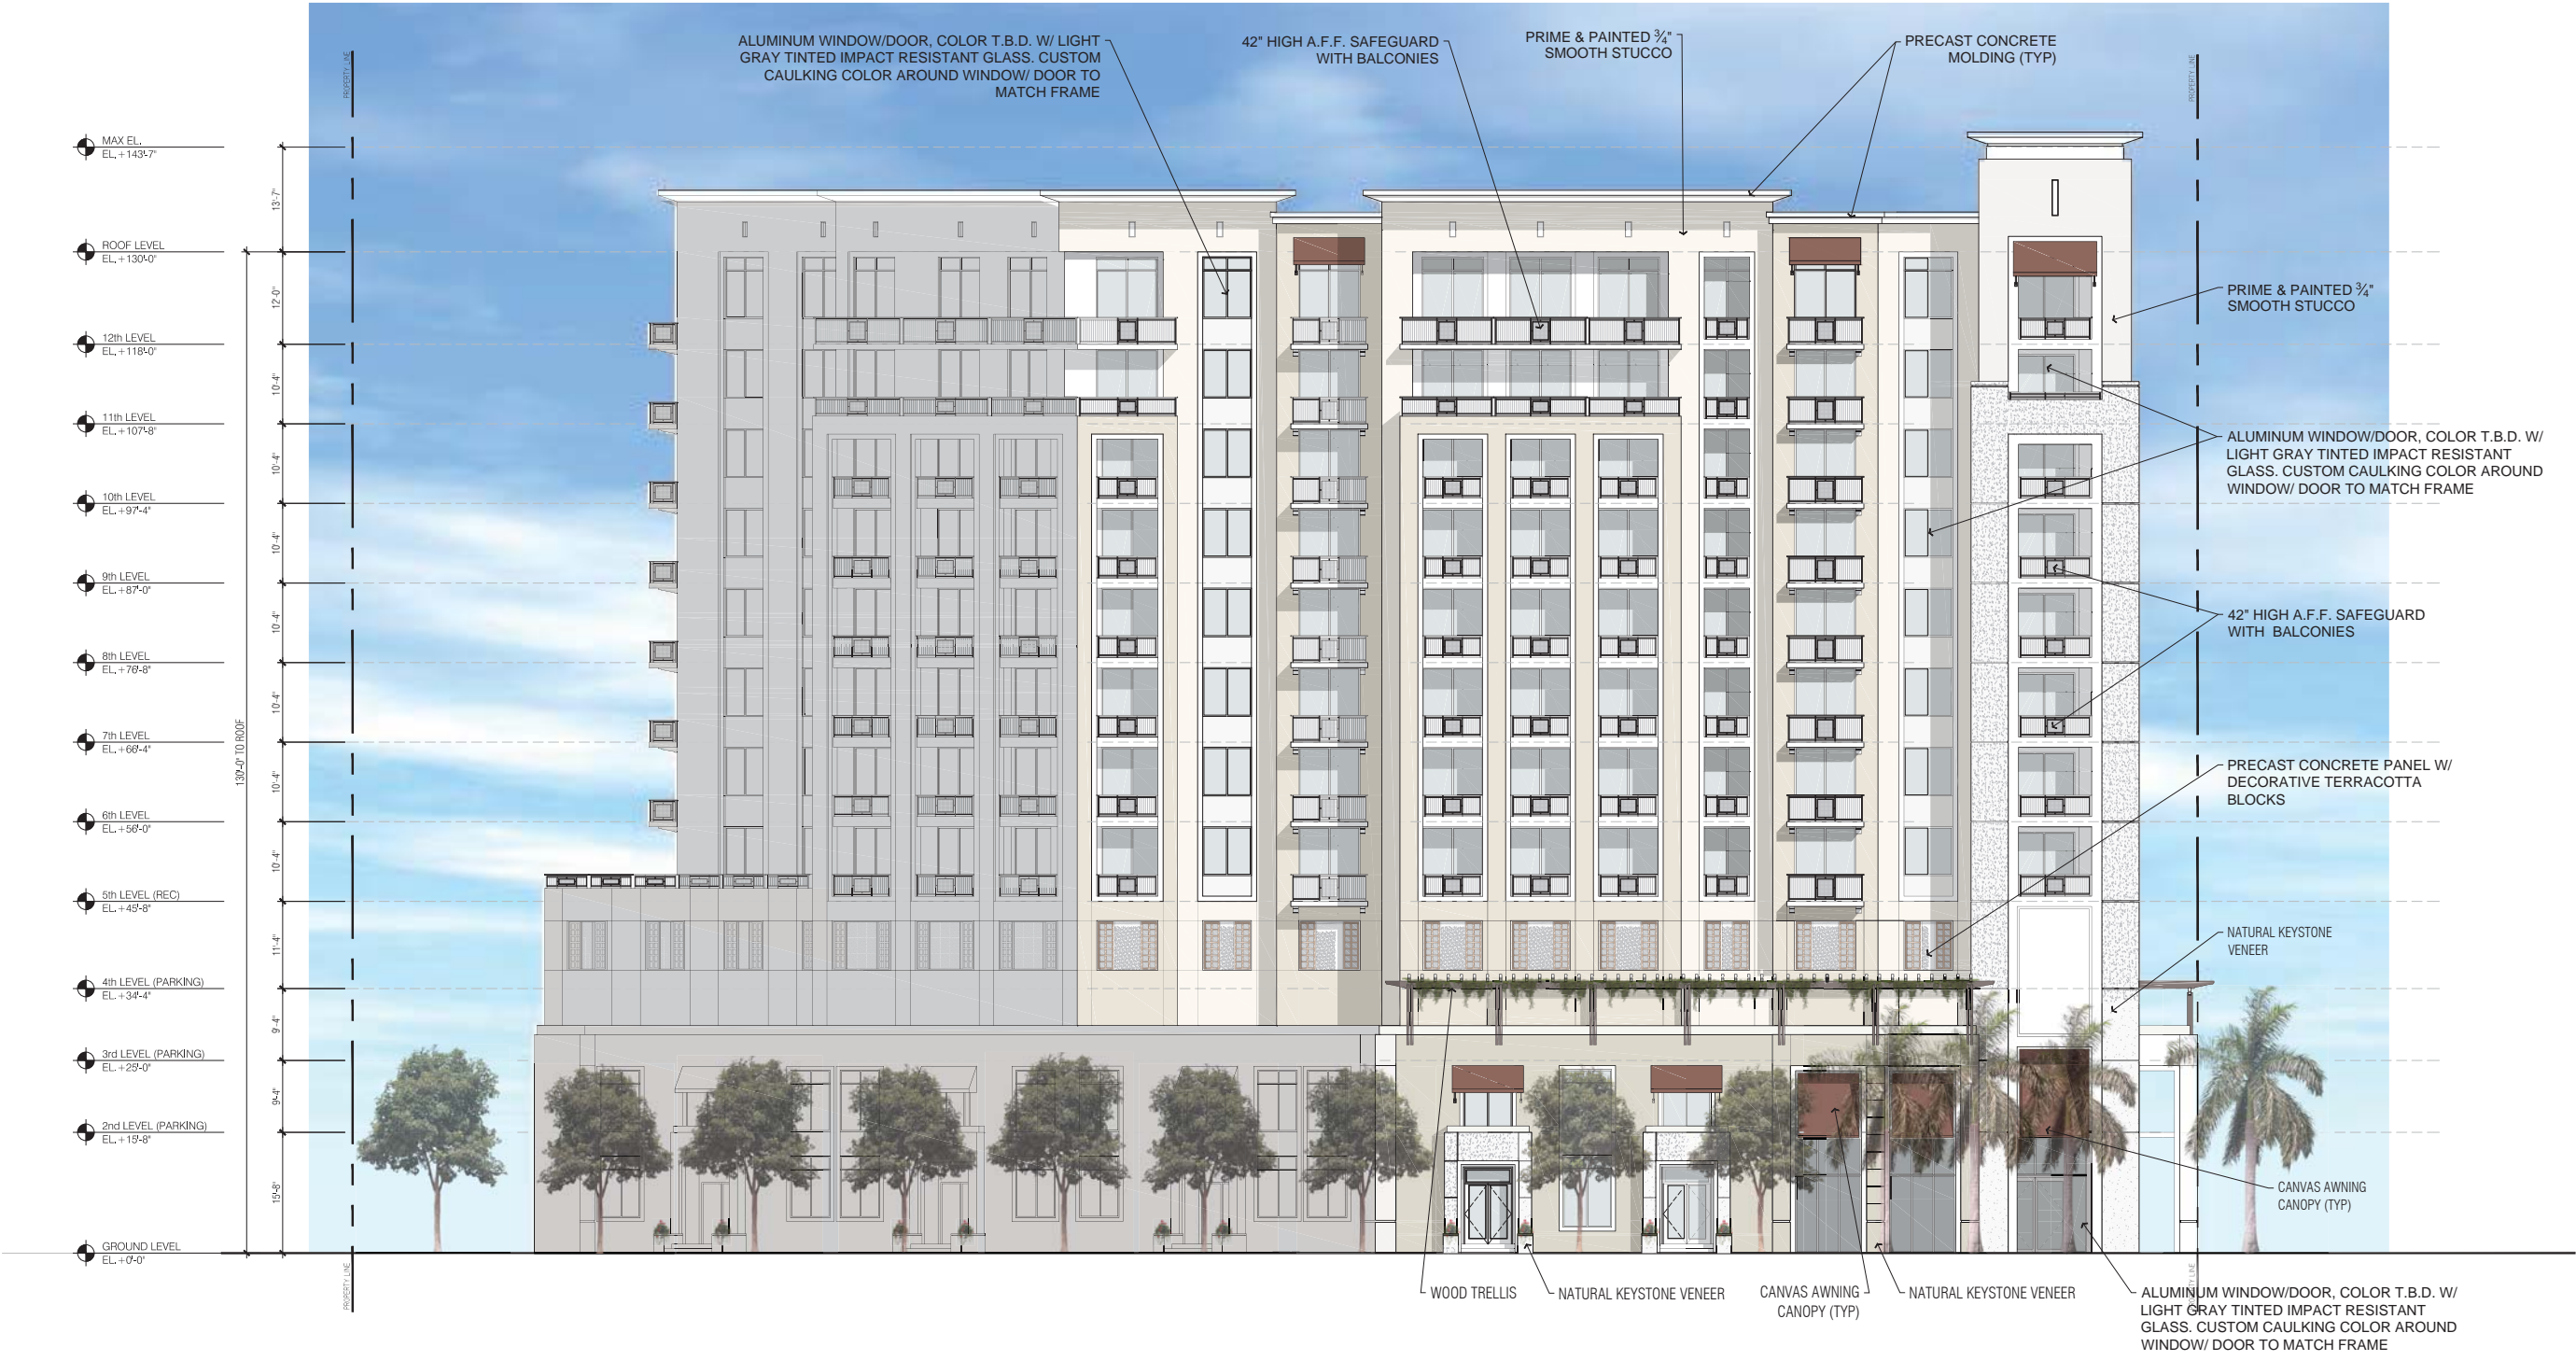 ALUMINUM WINDOW/DOOR, COLOR T.B.D. W/ LIGHT
GRAY TINTED IMPACT RESISTANT GLASS. CUSTOM
CAULKING COLOR AROUND WINDOW/ DOOR TO
MATCH FRAME
42" HIGH A.F.F. SAFEGUARD
WITH BALCONIES
PRIME & PAINTED ¾"
SMOOTH STUCCO
PRECAST CONCRETE
MOLDING (TYP)
PROPERTY LINE
PROPERTY LINE
MAX EL.
EL. +143'-7"
13'-7"
ROOF LEVEL
EL. +130'-0"
12'-0"
12th LEVEL
EL. +118'-0"
10'-4"
11th LEVEL
EL. +107'-8"
10'-4"
10th LEVEL
EL. +97'-4"
10'-4"
9th LEVEL
EL. +87'-0"
10'-4"
8th LEVEL
EL. +76'-8"
10'-4"
7th LEVEL
EL. +66'-4"
130'-0" TO ROOF
10'-4"
6th LEVEL
EL. +56'-0"
10'-4"
5th LEVEL (REC)
EL. +45'-8"
11'-4"
4th LEVEL (PARKING)
EL. +34'-4"
9'-4"
3rd LEVEL (PARKING)
EL. +25'-0"
9'-4"
2nd LEVEL (PARKING)
EL. +15'-8"
15'-8"
GROUND LEVEL
EL. +0'-0"
PRIME & PAINTED ¾"
SMOOTH STUCCO
ALUMINUM WINDOW/DOOR, COLOR T.B.D. W/
LIGHT GRAY TINTED IMPACT RESISTANT
GLASS. CUSTOM CAULKING COLOR AROUND
WINDOW/ DOOR TO MATCH FRAME
42" HIGH A.F.F. SAFEGUARD
WITH BALCONIES
PRECAST CONCRETE PANEL W/
DECORATIVE TERRACOTTA
BLOCKS
NATURAL KEYSTONE
VENEER
CANVAS AWNING
CANOPY (TYP)
PROPERTY LINE
PROPERTY LINE
WOOD TRELLIS
NATURAL KEYSTONE VENEER
CANVAS AWNING
CANOPY (TYP)
NATURAL KEYSTONE VENEER
ALUMINUM WINDOW/DOOR, COLOR T.B.D. W/
LIGHT GRAY TINTED IMPACT RESISTANT
GLASS. CUSTOM CAULKING COLOR AROUND
WINDOW/ DOOR TO MATCH FRAME